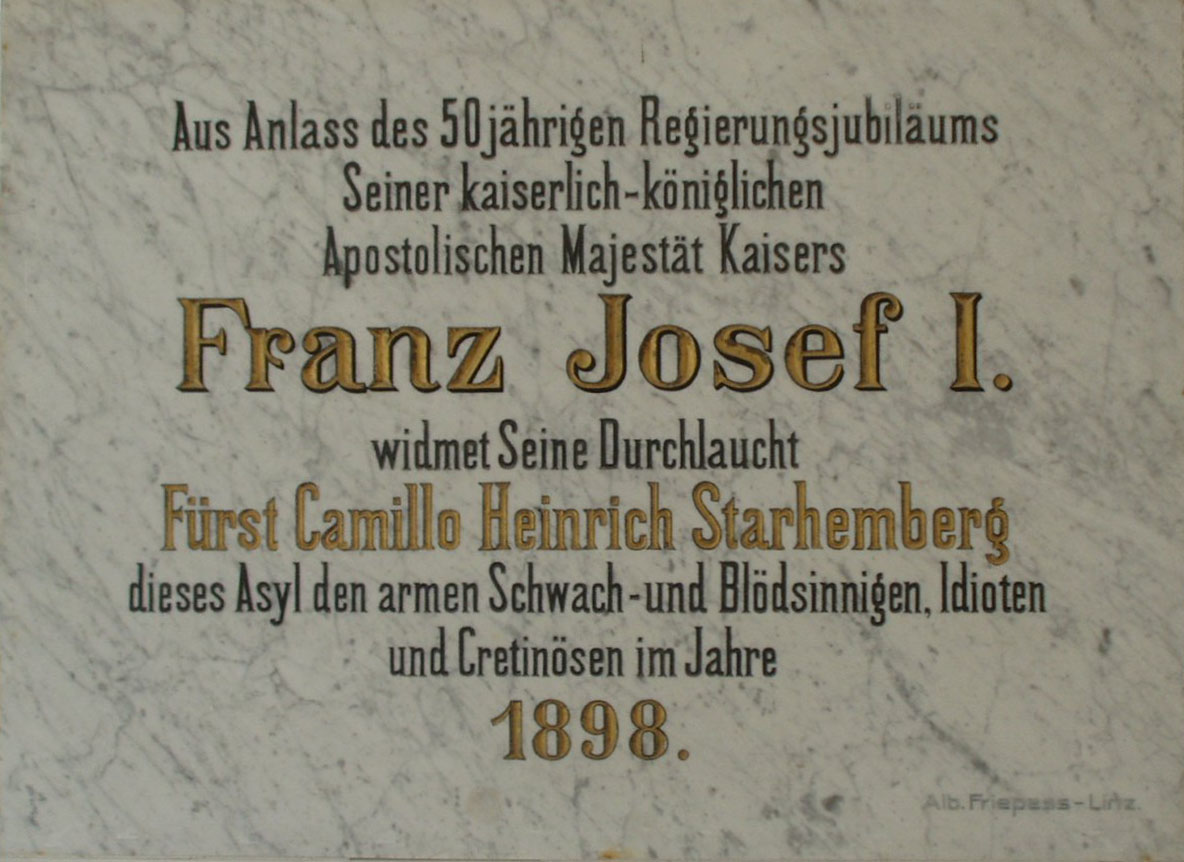 Aus Anlass des 50jährigen Regierungsjubiläums
Seiner kaiserlich-königlichen
Apostolischen Majestät Kaisers
Franz Josef I.
widmet Seine Durchlaucht
Fürst Camillo Heinrich Starhemberg
dieses Asyl den armen Schwach-und Blödsinnigen, Idioten
und Cretinösen im Jahre
1898.
Alb. Friepess-Linz.